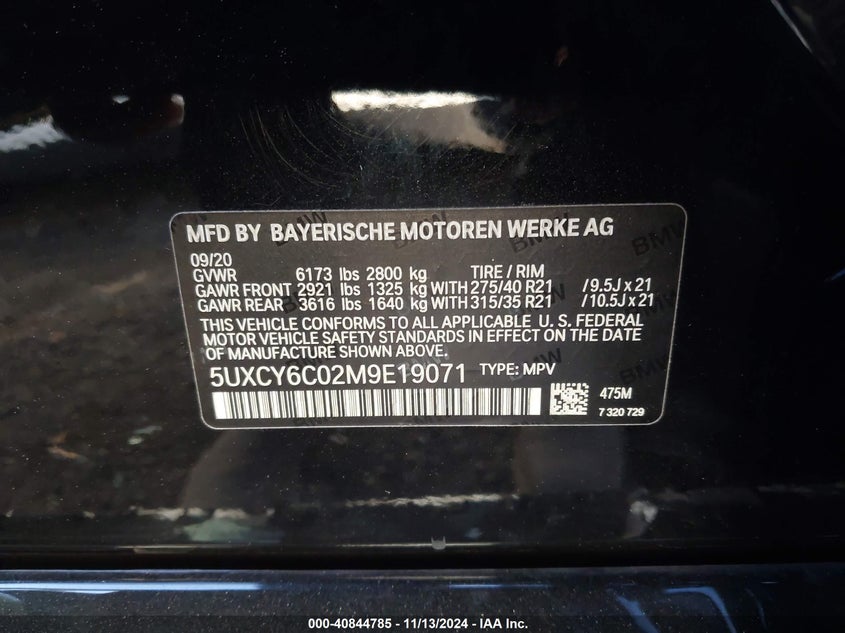 MFD BY BAYERISCHE MOTOREN WERKE AG
09/20
GVWR 6173 lbs 2800 kg TIRE / RIM
GAWR FRONT 2921 lbs 1325 kg WITH 275/40 R21 / 9.5J x 21
GAWR REAR 3616 lbs 1640 kg WITH 315/35 R21 / 10.5J x 21
THIS VEHICLE CONFORMS TO ALL APPLICABLE U. S. FEDERAL
MOTOR VEHICLE SAFETY STANDARDS IN EFFECT ON THE DATE
OF MANUFACTURE SHOWN ABOVE.
5UXCY6C02M9E19071 TYPE: MPV
475M
7 320 729
000-40844785 - 11/13/2024 - IAA Inc.